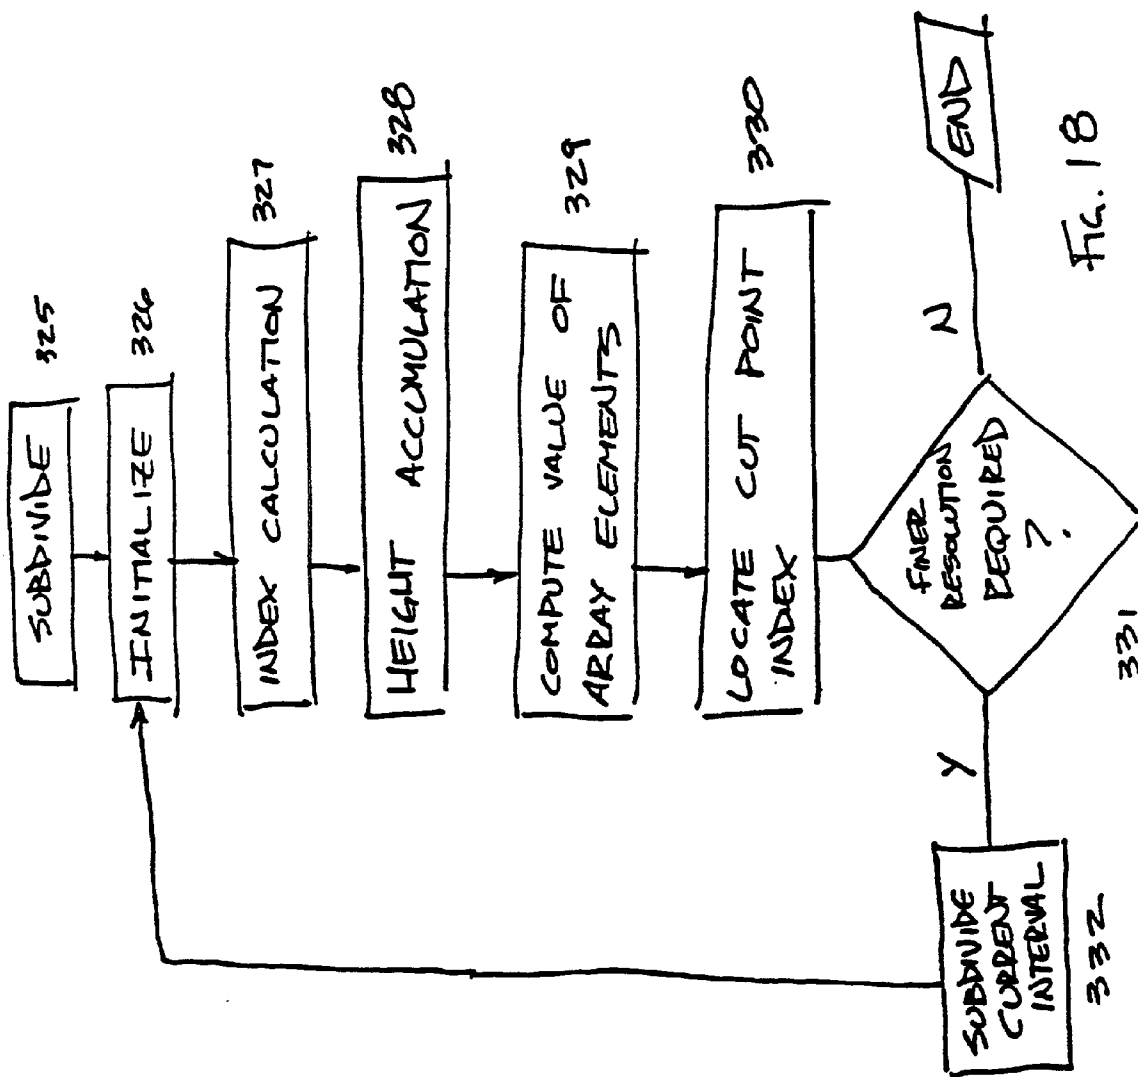 SUBDIVIDE
325
INITIALIZE
326
INDEX CALCULATION
327
HEIGHT ACCUMULATION
328
COMPUTE VALUE OF
ARRAY ELEMENTS
329
LOCATE CUT POINT
INDEX
330
FINER
RESOLUTION
REQUIRED
?
331
Y
N
SUBDIVIDE
CURRENT
INTERVAL
332
END
FIG. 18